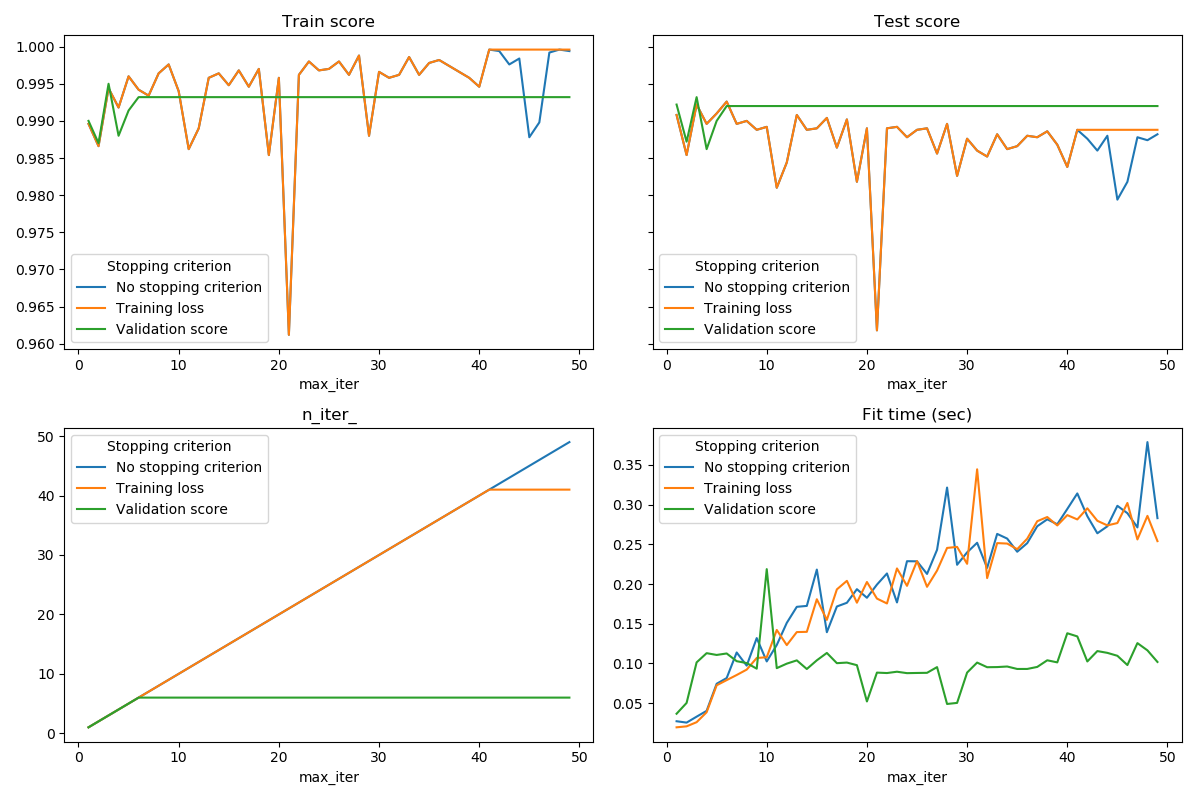 Train score
1.000
0.995
0.990
0.985
0.980
0.975
0.970
0.965
0.960
Stopping criterion
No stopping criterion
Training loss
Validation score
0 10 20 30 40 50
max_iter
Test score
Stopping criterion
No stopping criterion
Training loss
Validation score
0 10 20 30 40 50
max_iter
n_iter_
50
40
30
20
10
0
Stopping criterion
No stopping criterion
Training loss
Validation score
0 10 20 30 40 50
max_iter
Fit time (sec)
0.35
0.30
0.25
0.20
0.15
0.10
0.05
Stopping criterion
No stopping criterion
Training loss
Validation score
0 10 20 30 40 50
max_iter